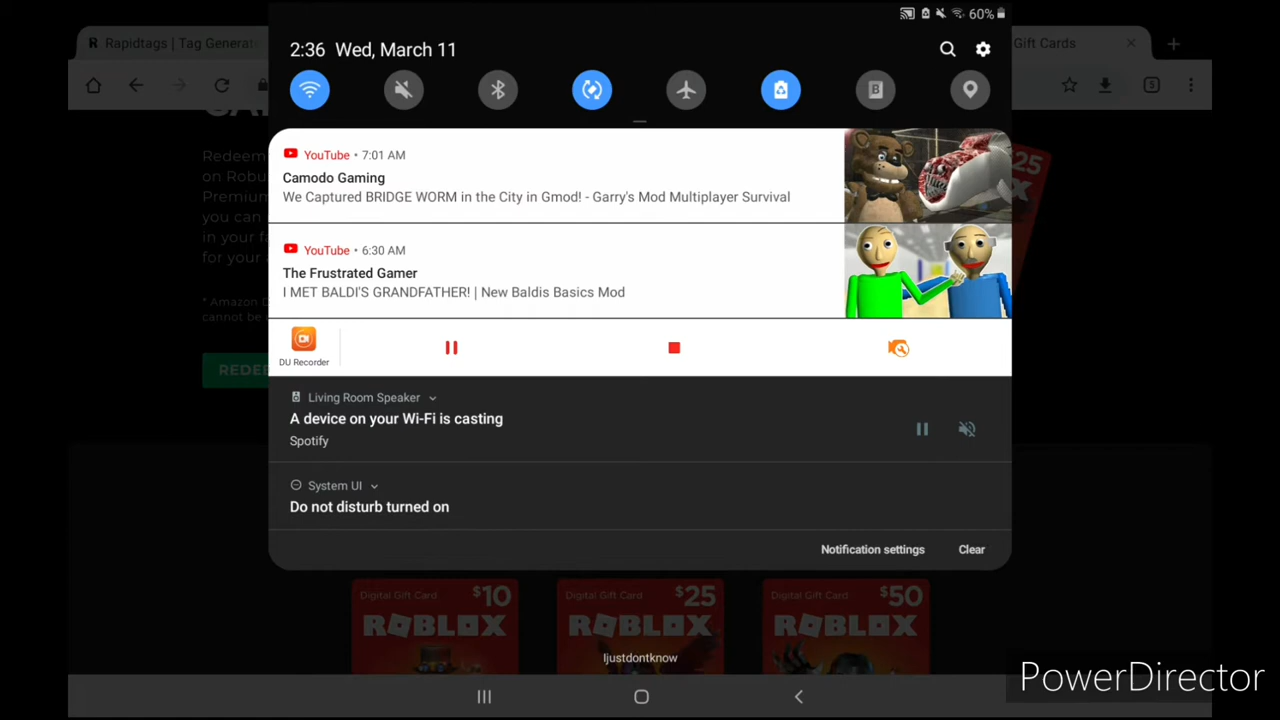 60%
Rapidtags | Tag Generat
Gift Cards
2:36 Wed, March 11
YouTube • 7:01 AM
Camodo Gaming
We Captured BRIDGE WORM in the City in Gmod! - Garry's Mod Multiplayer Survival
YouTube • 6:30 AM
The Frustrated Gamer
I MET BALDI'S GRANDFATHER! | New Baldis Basics Mod
DU Recorder
Living Room Speaker
A device on your Wi-Fi is casting
Spotify
System UI
Do not disturb turned on
Notification settings
Clear
Redeem
on Robu
Premium
you can
in your fa
for your a
* Amazon D
cannot be
REDEE
25
Digital Gift Card $10
ROBLOX
Digital Gift Card $25
ROBLOX
Digital Gift Card $50
ROBLOX
Ijustdontknow
PowerDirector